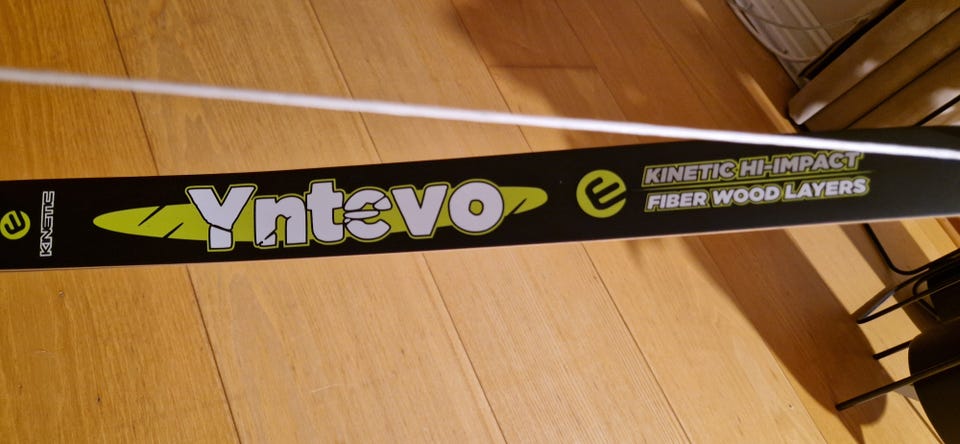 KINETIC
Yntevo
KINETIC HI-IMPACT
FIBER WOOD LAYERS